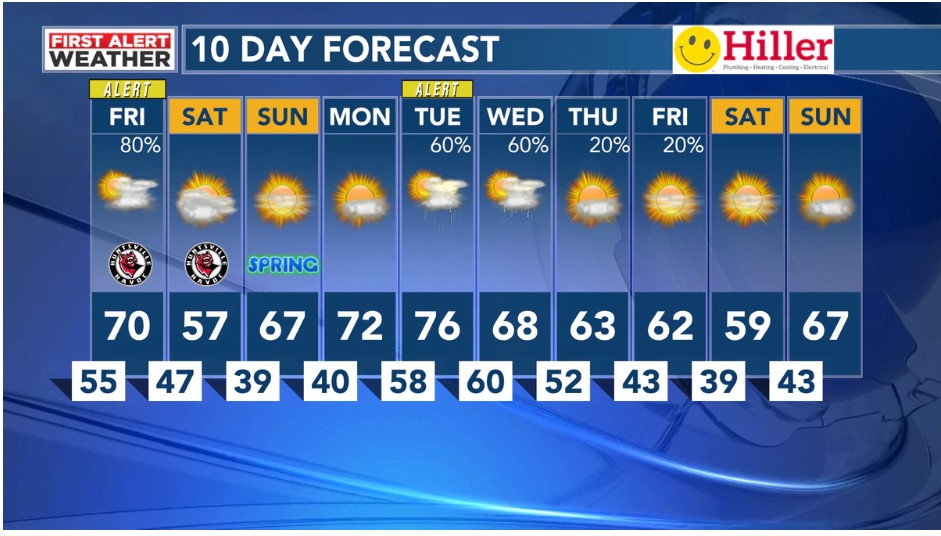 FIRST ALERT
WEATHER
10 DAY FORECAST
Hiller
Plumbing • Heating • Cooling • Electrical
ALERT ALERT
FRI SAT SUN MON TUE WED THU FRI SAT SUN
80% 60% 60% 20% 20%
HUNTSVILLE HAVOC HUNTSVILLE HAVOC SPRING
70 57 67 72 76 68 63 62 59 67
55 47 39 40 58 60 52 43 39 43